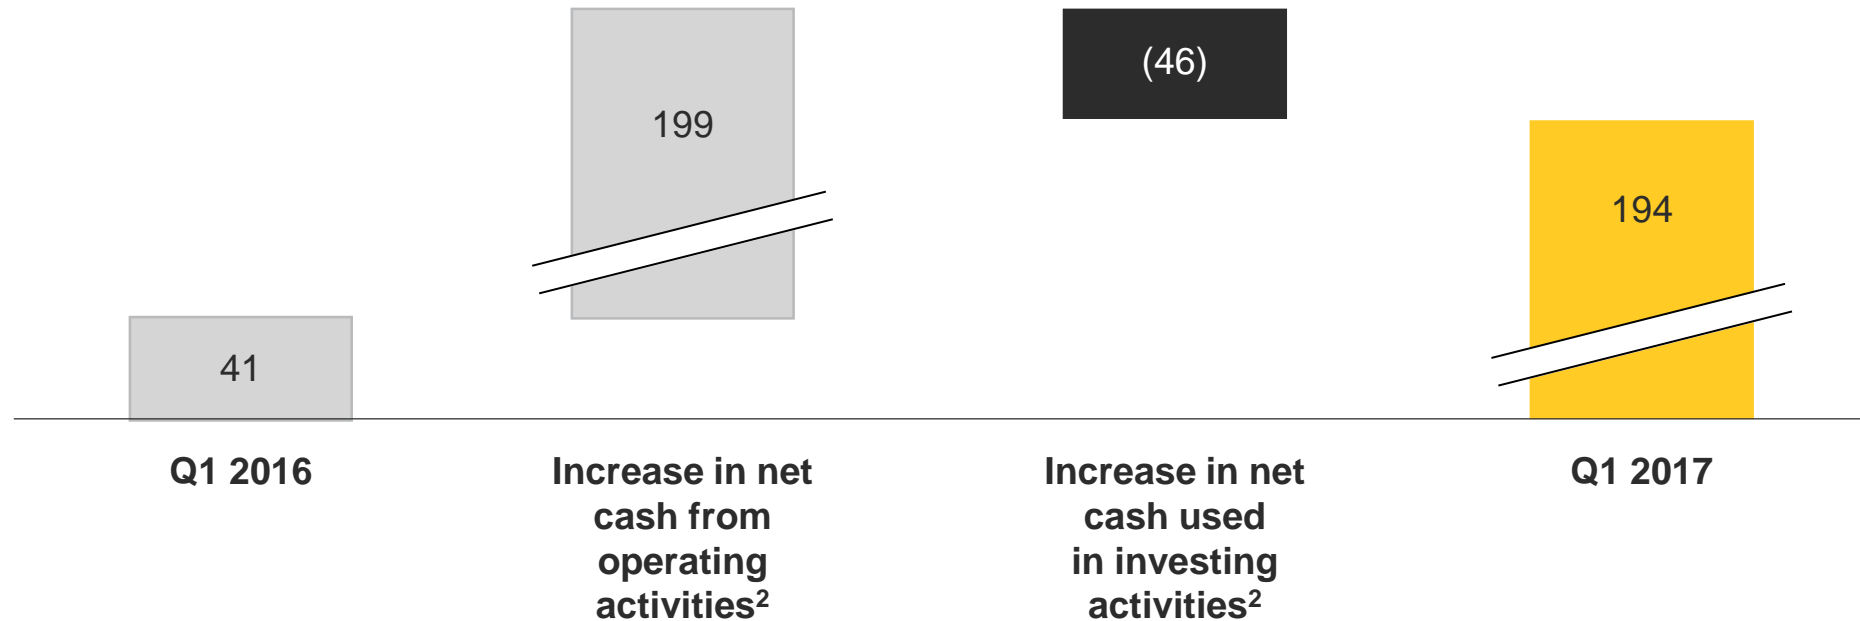 (46)
199
194
41
Q1 2016
Increase in net
cash from
operating
activities²
Increase in net
cash used
in investing
activities²
Q1 2017